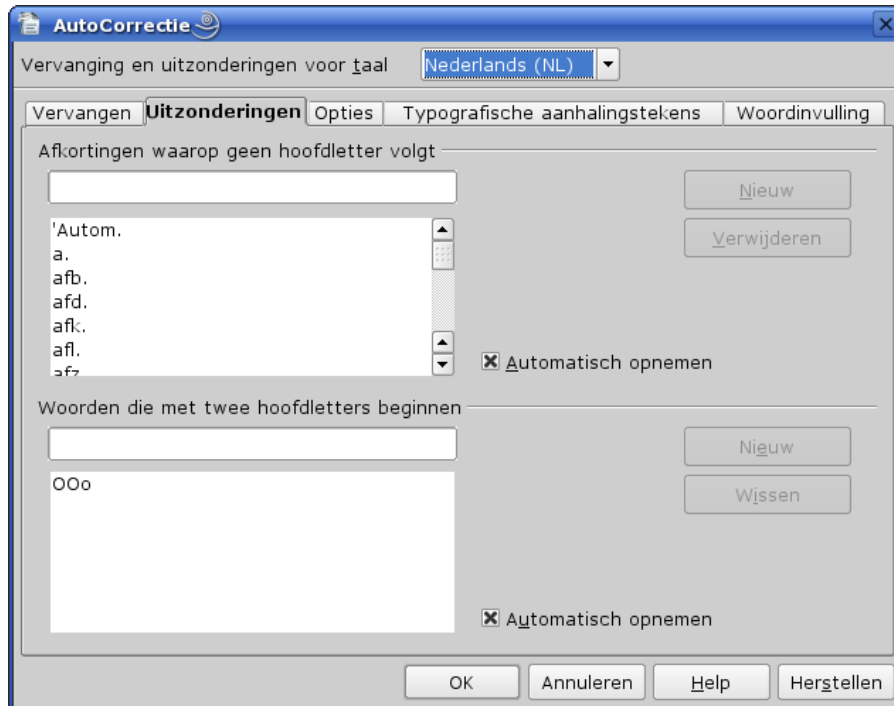 AutoCorrectie
Vervanging en uitzonderingen voor taal Nederlands (NL)
Vervangen Uitzonderingen Opties Typografische aanhalingstekens Woordinvulling
Afkortingen waarop geen hoofdletter volgt
Nieuw
'Autom.
Verwijderen
a.
afb.
afd.
afk.
afl.
Automatisch opnemen
afz
Woorden die met twee hoofdletters beginnen
Nieuw
OOo
Wissen
Automatisch opnemen
OK Annuleren Help Herstellen